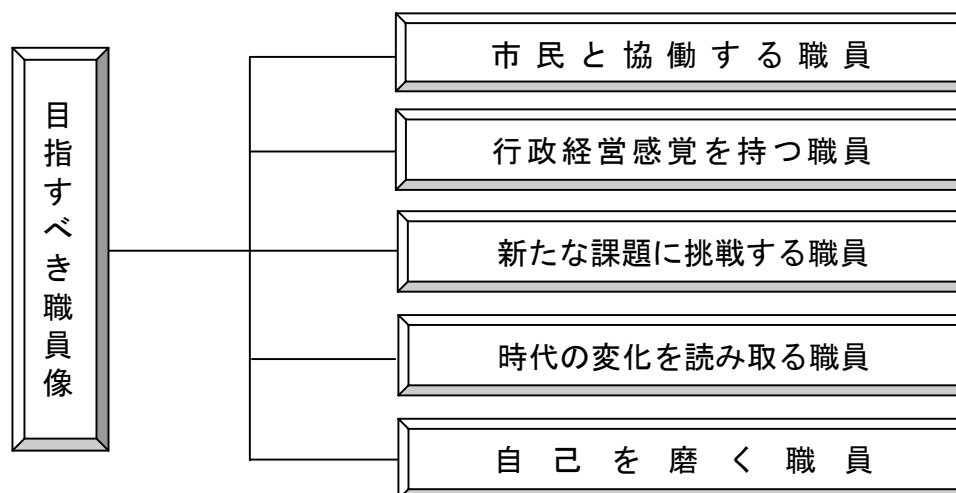 目指すべき職員像
市民と協働する職員
行政経営感覚を持つ職員
新たな課題に挑戦する職員
時代の変化を読み取る職員
自己を磨く職員